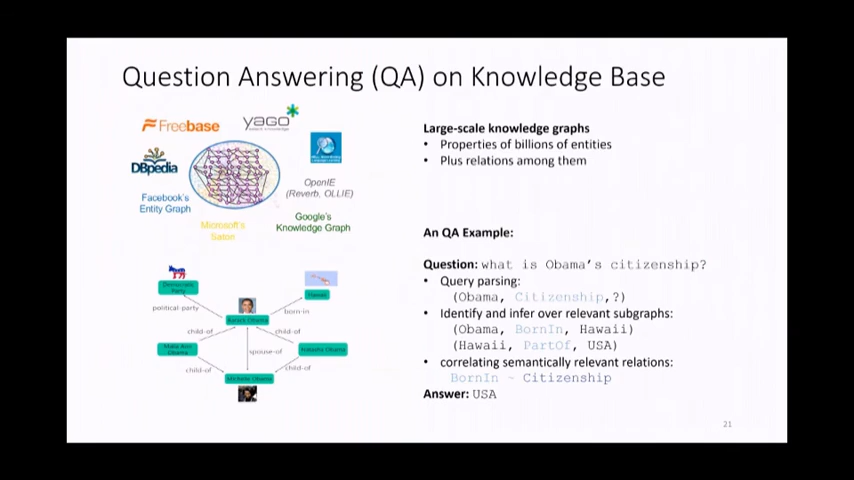 Question Answering (QA) on Knowledge Base
Freebase
yago
select knowledge
DBpedia
OpenIE
(Reverb, OLLIE)
Facebook's
Entity Graph
Microsoft's
Satori
Google's
Knowledge Graph
Large-scale knowledge graphs
• Properties of billions of entities
• Plus relations among them
An QA Example:
Question: what is Obama's citizenship?
• Query parsing:
(Obama, Citizenship,?)
• Identify and infer over relevant subgraphs:
(Obama, BornIn, Hawaii)
(Hawaii, PartOf, USA)
• correlating semantically relevant relations:
BornIn ~ Citizenship
Answer: USA
Democratic
Party
Hawaii
political party
born-in
Barack Obama
child-of
child-of
Malia Ann
Obama
Natasha Obama
spouse-of
child-of
child-of
Michelle Obama
21